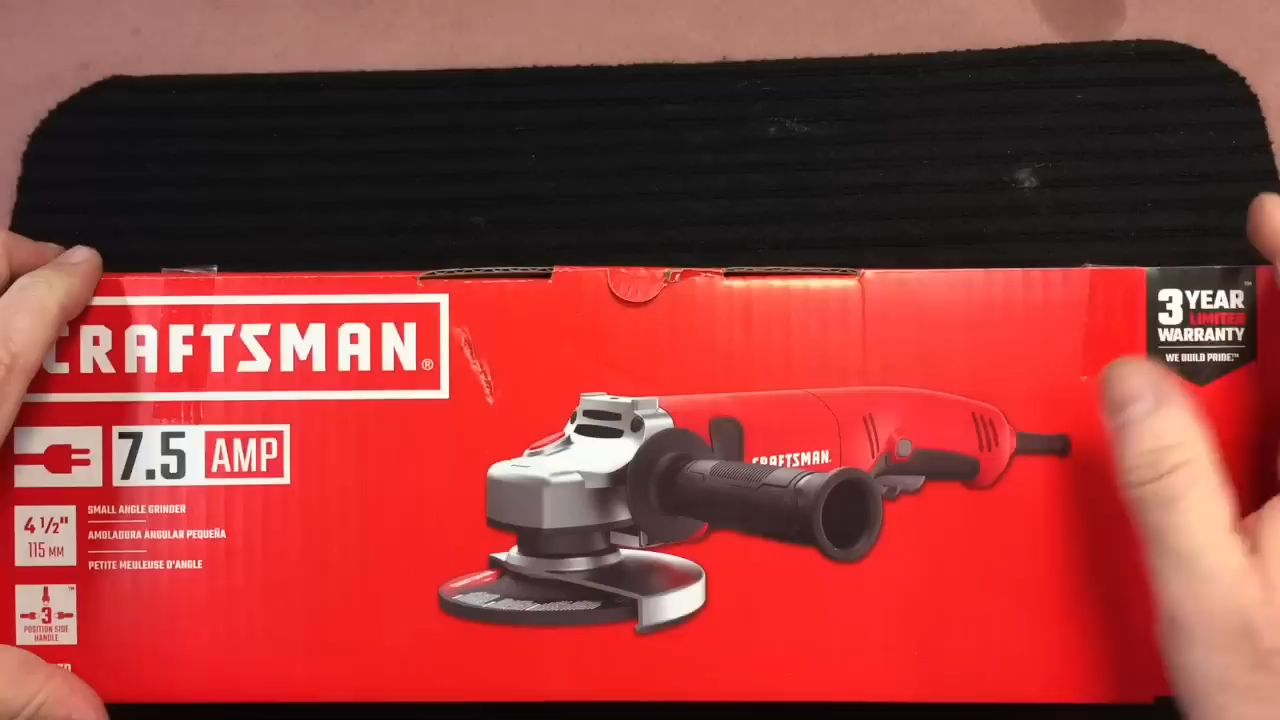 CRAFTSMAN®
7.5 AMP
4 1/2"
115 MM
SMALL ANGLE GRINDER
AMOLADORA ANGULAR PEQUEÑA
PETITE MEULEUSE D'ANGLE
3
POSITION SIDE
HANDLE
CRAFTSMAN.
3 YEAR
LIMITED
WARRANTY
WE BUILD PRIDE.™